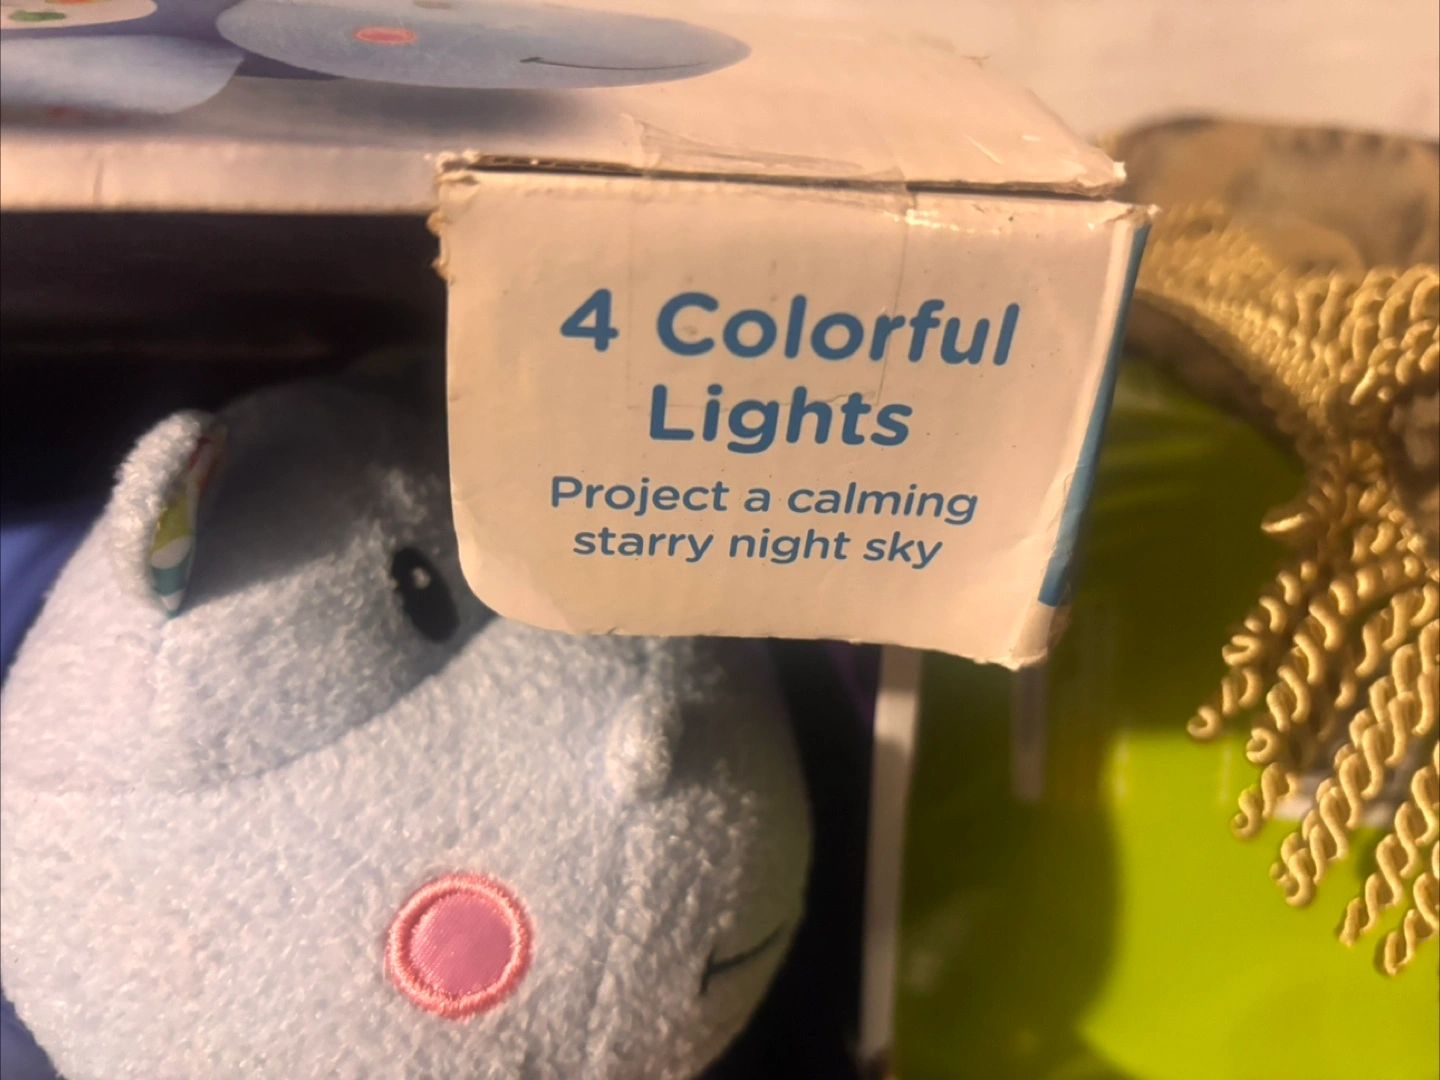 4 Colorful
Lights
Project a calming
starry night sky